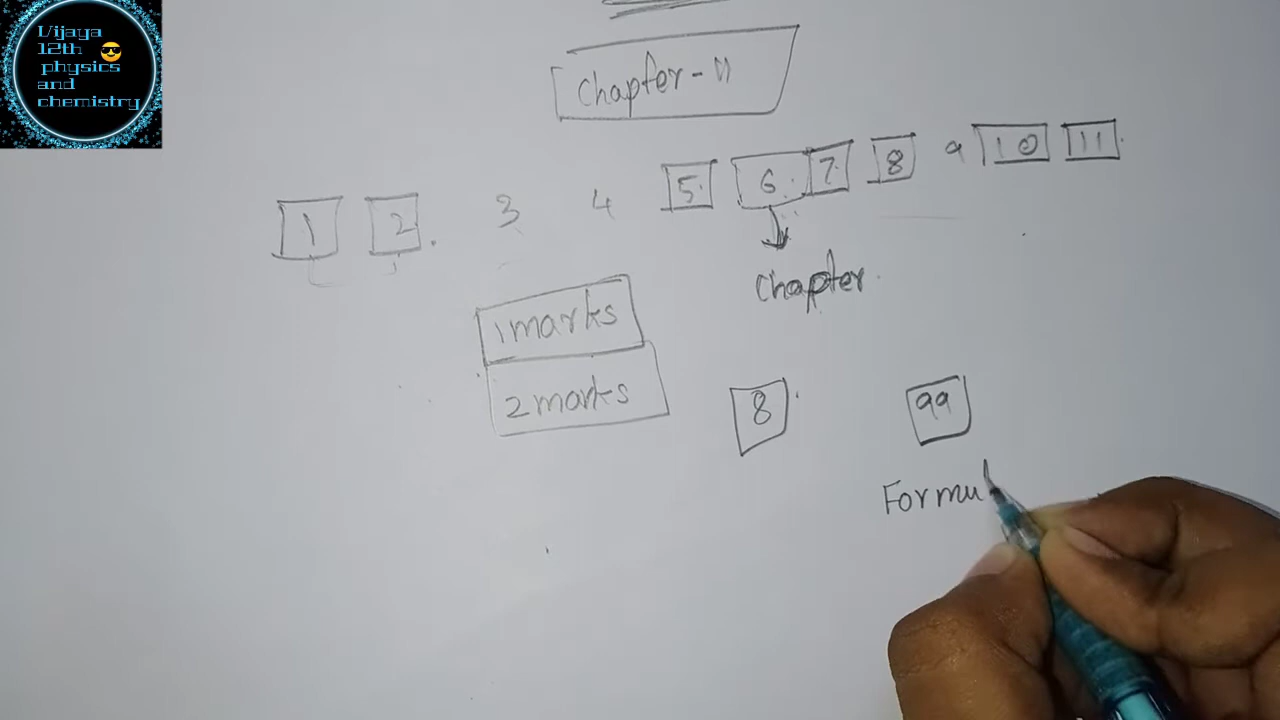 Vijaya
12th
physics
and
chemistry
Chapter - 11
1 2. 3 4 5. 6. 7. 8 9 10 11
Chapter
1 marks
2 marks
8 99
Formu